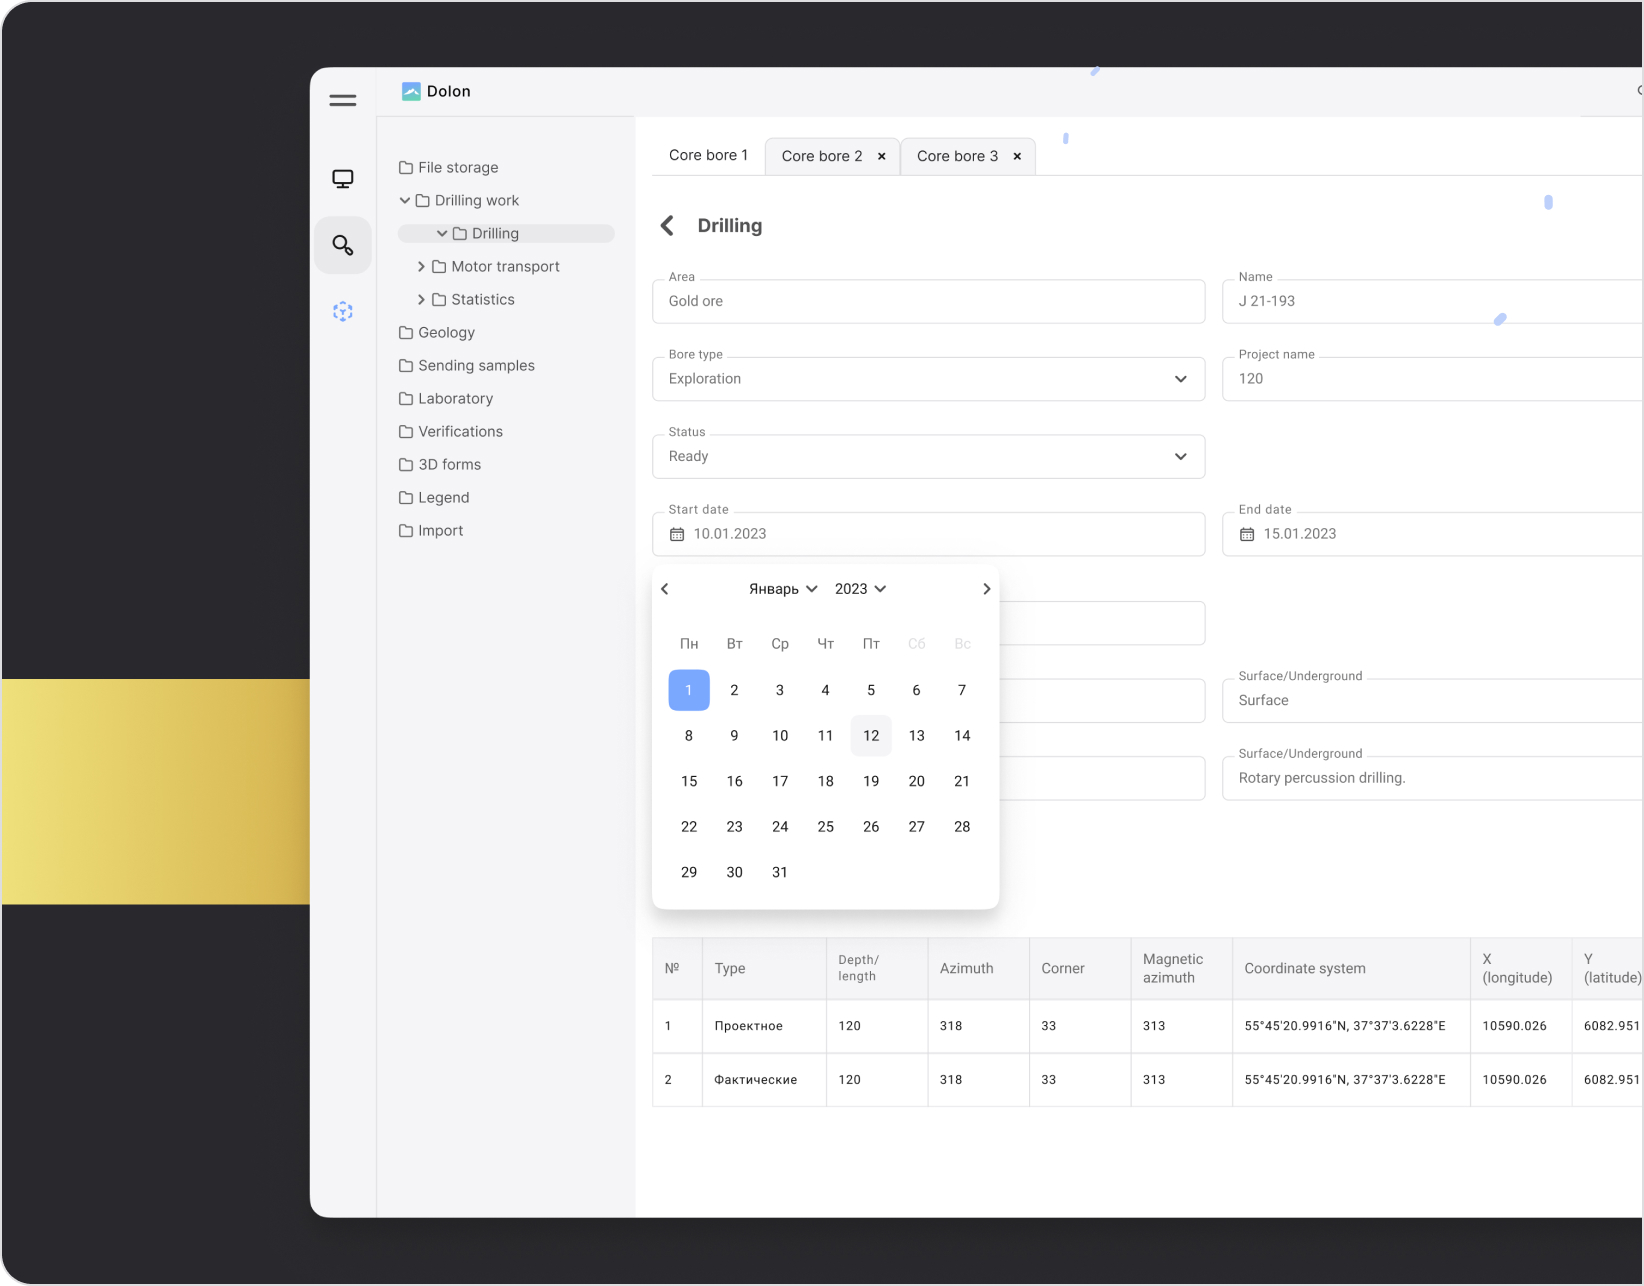 Dolon
File storage
Drilling work
Drilling
Motor transport
Statistics
Geology
Sending samples
Laboratory
Verifications
3D forms
Legend
Import
Core bore 1
Core bore 2 ×
Core bore 3 ×
Drilling
Area
Gold ore
Name
J 21-193
Bore type
Exploration
Project name
120
Status
Ready
Start date
10.01.2023
End date
15.01.2023
Январь 2023
Пн Вт Ср Чт Пт Сб Вс
1 2 3 4 5 6 7
8 9 10 11 12 13 14
15 16 17 18 19 20 21
22 23 24 25 26 27 28
29 30 31
Surface/Underground
Surface
Surface/Underground
Rotary percussion drilling.
№ Type Depth/ length Azimuth Corner Magnetic azimuth Coordinate system X (longitude) Y (latitude)
1 Проектное 120 318 33 313 55°45'20.9916"N, 37°37'3.6228"E 10590.026 6082.951
2 Фактические 120 318 33 313 55°45'20.9916"N, 37°37'3.6228"E 10590.026 6082.951